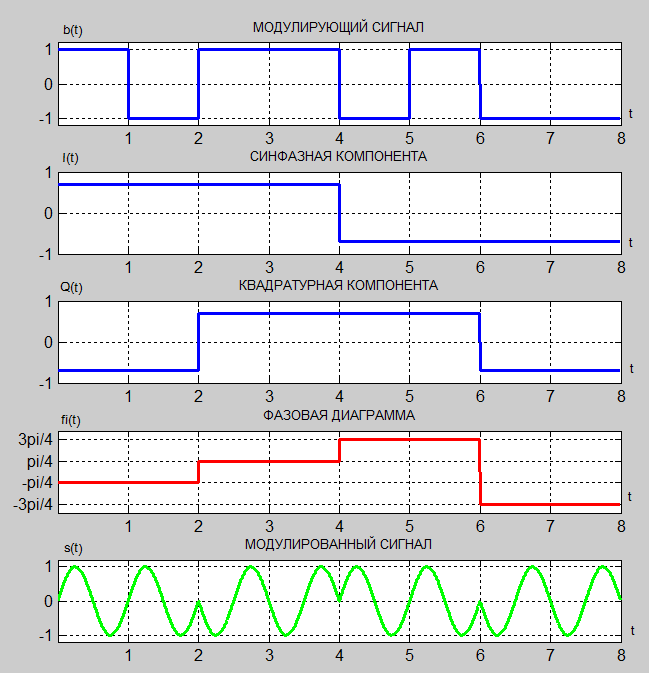 МОДУЛИРУЮЩИЙ СИГНАЛ
b(t)
1
0
-1
t
1 2 3 4 5 6 7 8
СИНФАЗНАЯ КОМПОНЕНТА
I(t)
1
0
-1
t
1 2 3 4 5 6 7 8
КВАДРАТУРНАЯ КОМПОНЕНТА
Q(t)
1
0
-1
t
1 2 3 4 5 6 7 8
ФАЗОВАЯ ДИАГРАММА
fi(t)
3pi/4
pi/4
-pi/4
-3pi/4
t
1 2 3 4 5 6 7 8
МОДУЛИРОВАННЫЙ СИГНАЛ
s(t)
1
0
-1
t
1 2 3 4 5 6 7 8